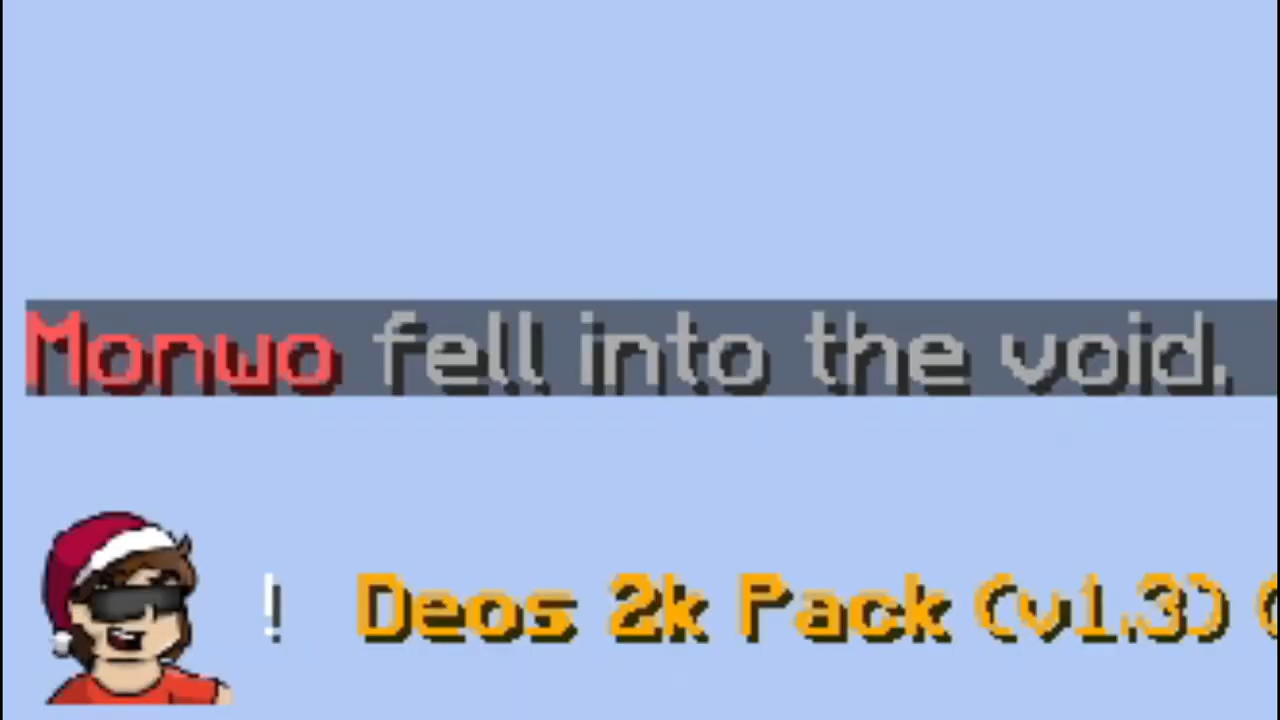 Monwo fell into the void.
! Deos 2k Pack (v1.3) (